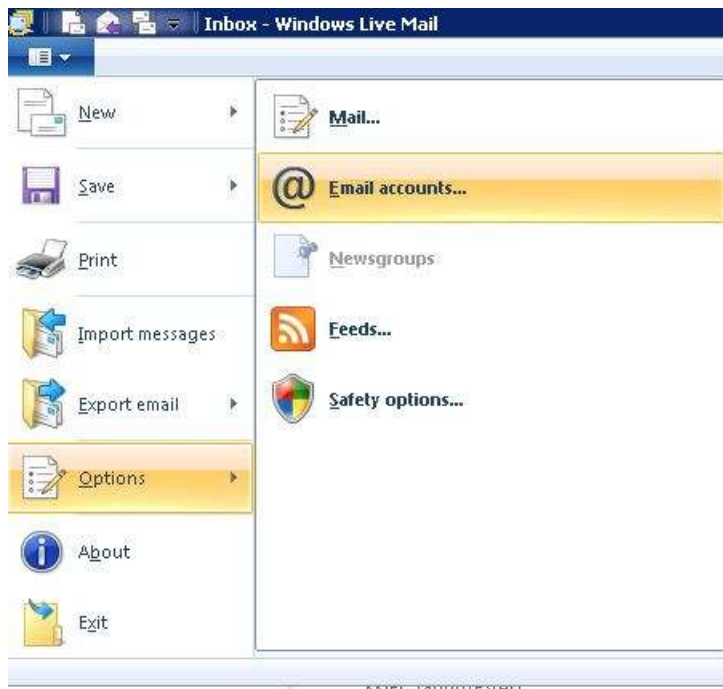 Inbox - Windows Live Mail
New
Save
Print
Import messages
Export email
Options
About
Exit
Mail...
Email accounts...
Newsgroups
Feeds...
Safety options...